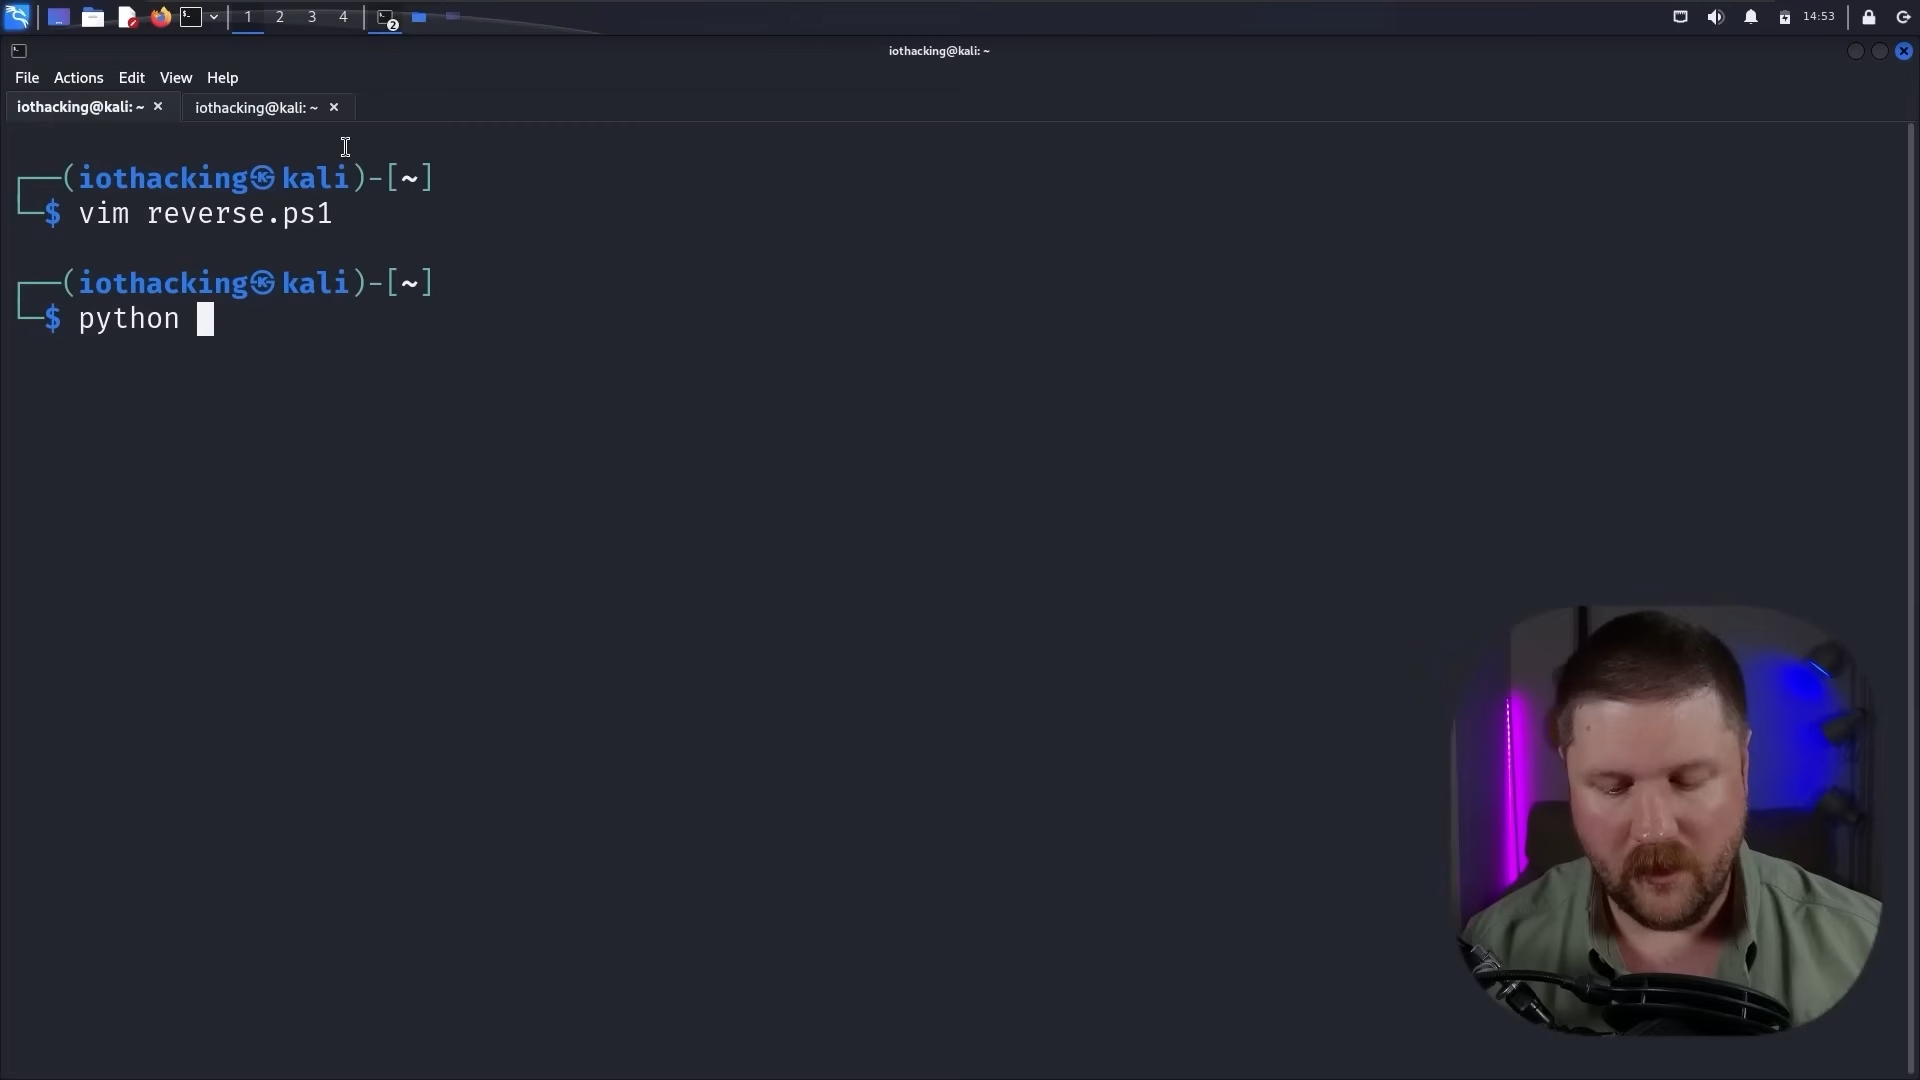 1 2 3 4 2 14:53
iothacking@kali: ~
File Actions Edit View Help
iothacking@kali: ~ iothacking@kali: ~
(iothacking㉿kali)-[~]
$ vim reverse.ps1
(iothacking㉿kali)-[~]
$ python